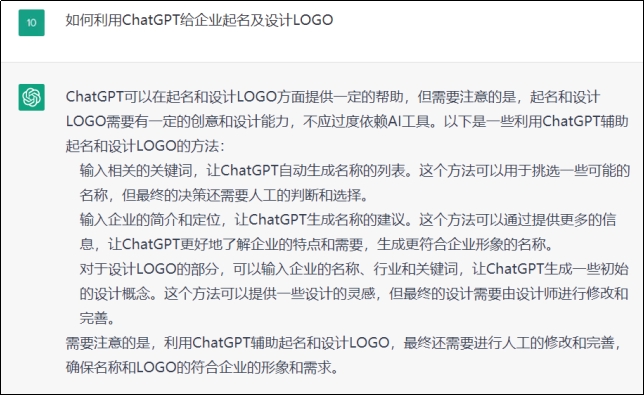 10
如何利用ChatGPT给企业起名及设计LOGO
ChatGPT可以在起名和设计LOGO方面提供一定的帮助，但需要注意的是，起名和设计
LOGO需要有一定的创意和设计能力，不应过度依赖AI工具。以下是一些利用ChatGPT辅助
起名和设计LOGO的方法：
输入相关的关键词，让ChatGPT自动生成名称的列表。这个方法可以用于挑选一些可能的
名称，但最终的决策还需要人工的判断和选择。
输入企业的简介和定位，让ChatGPT生成名称的建议。这个方法可以通过提供更多的信
息，让ChatGPT更好地了解企业的特点和需要，生成更符合企业形象的名称。
对于设计LOGO的部分，可以输入企业的名称、行业和关键词，让ChatGPT生成一些初始
的设计概念。这个方法可以提供一些设计的灵感，但最终的设计需要由设计师进行修改和
完善。
需要注意的是，利用ChatGPT辅助起名和设计LOGO，最终还需要进行人工的修改和完善，
确保名称和LOGO的符合企业的形象和需求。